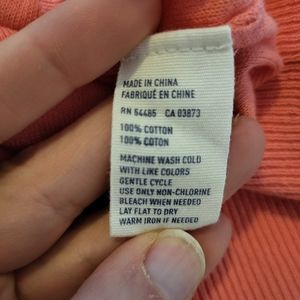 MADE IN CHINA
FABRIQUÉ EN CHINE
RN 54485 CA 03873
100% COTTON
100% COTTON
MACHINE WASH COLD
WITH LIKE COLORS
GENTLE CYCLE
USE ONLY NON-CHLORINE
BLEACH WHEN NEEDED
LAY FLAT TO DRY
WARM IRON IF NEEDED